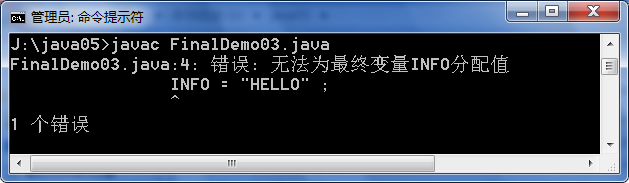 管理员: 命令提示符
J:\java05>javac FinalDemo03.java
FinalDemo03.java:4: 错误: 无法为最终变量INFO分配值
INFO = "HELLO" ;
^
1 个错误